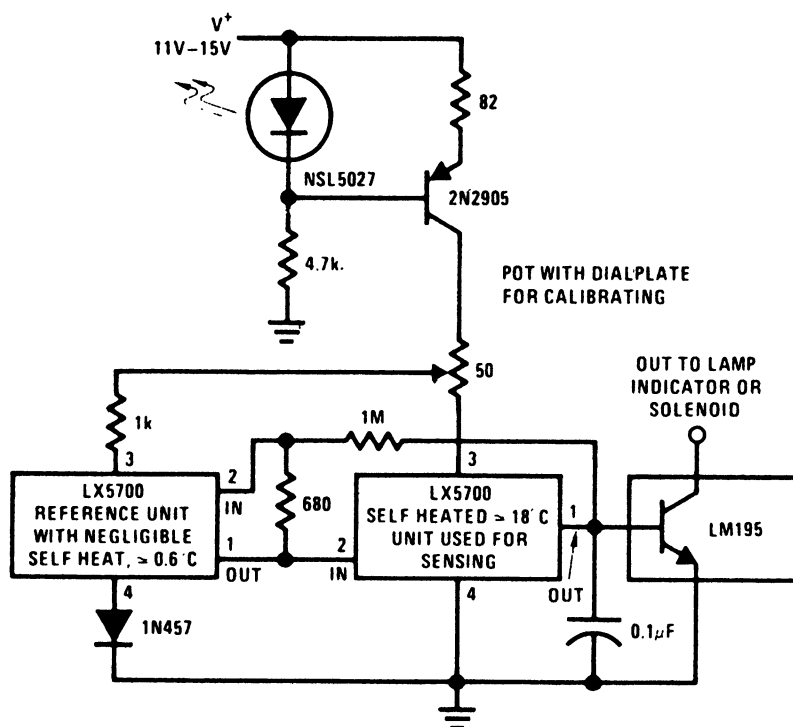 V+
11V–15V
82
NSL5027
2N2905
4.7k.
POT WITH DIALPLATE
FOR CALIBRATING
50
OUT TO LAMP
INDICATOR OR
SOLENOID
1k
1M
3
2
IN
LX5700
REFERENCE UNIT
WITH NEGLIGIBLE
SELF HEAT, ≥ 0.6°C
1
OUT
4
680
3
2
IN
LX5700
SELF HEATED ≥ 18°C
UNIT USED FOR
SENSING
1
OUT
4
LM195
1N457
0.1μF